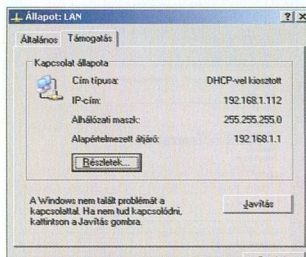 Állapot: LAN
Általános Támogatás
Kapcsolat állapota
Cím típusa: DHCP-vel kiosztott
IP-cím: 192.168.1.112
Alhálózati maszk: 255.255.255.0
Alapértelmezett átjáró: 192.168.1.1
Részletek...
A Windows nem talált problémát a
kapcsolattal. Ha nem tud kapcsolódni,
kattintson a Javítás gombra.
Javítás